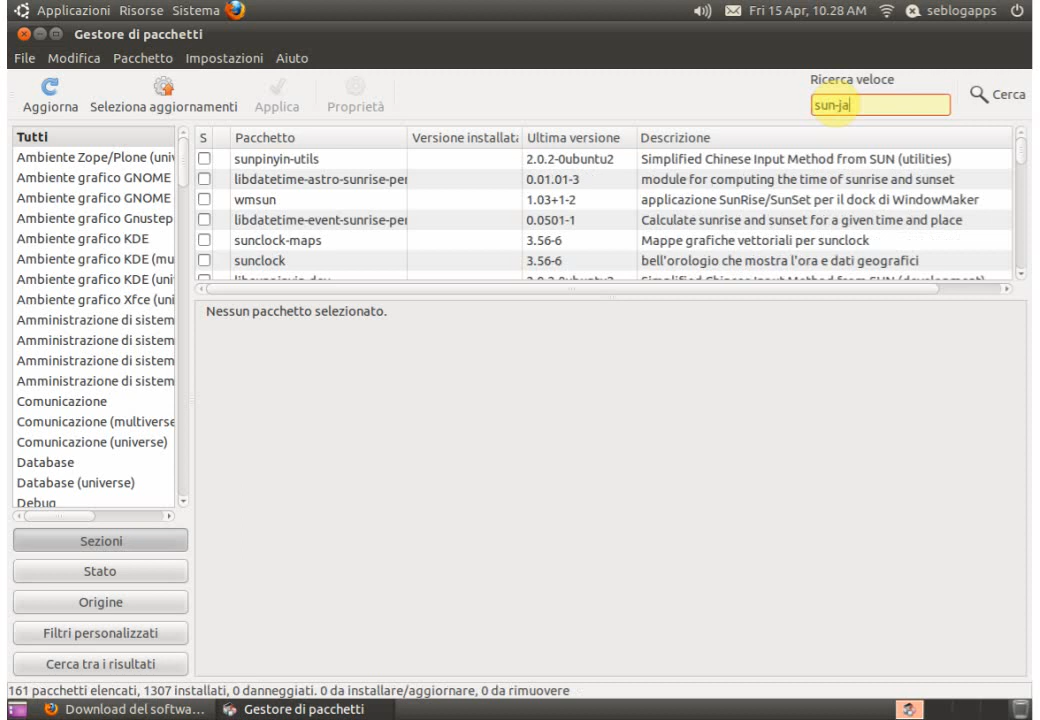 Applicazioni Risorse Sistema
Fri 15 Apr, 10.28 AM seblogapps
Gestore di pacchetti
File Modifica Pacchetto Impostazioni Aiuto
Aggiorna Seleziona aggiornamenti Applica Proprietà
Ricerca veloce
sun-ja
Cerca
Tutti
Ambiente Zope/Plone (univ
Ambiente grafico GNOME
Ambiente grafico GNOME
Ambiente grafico Gnustep
Ambiente grafico KDE
Ambiente grafico KDE (mu
Ambiente grafico KDE (uni
Ambiente grafico Xfce (uni
Amministrazione di sistem
Amministrazione di sistem
Amministrazione di sistem
Amministrazione di sistem
Comunicazione
Comunicazione (multiverse
Comunicazione (universe)
Database
Database (universe)
Debug
Sezioni
Stato
Origine
Filtri personalizzati
Cerca tra i risultati
S Pacchetto Versione installata Ultima versione Descrizione
sunpinyin-utils 2.0.2-0ubuntu2 Simplified Chinese Input Method from SUN (utilities)
libdatetime-astro-sunrise-per 0.01.01-3 module for computing the time of sunrise and sunset
wmsun 1.03+1-2 applicazione SunRise/SunSet per il dock di WindowMaker
libdatetime-event-sunrise-per 0.0501-1 Calculate sunrise and sunset for a given time and place
sunclock-maps 3.56-6 Mappe grafiche vettoriali per sunclock
sunclock 3.56-6 bell'orologio che mostra l'ora e dati geografici
Nessun pacchetto selezionato.
161 pacchetti elencati, 1307 installati, 0 danneggiati. 0 da installare/aggiornare, 0 da rimuovere
Download del softwa... Gestore di pacchetti